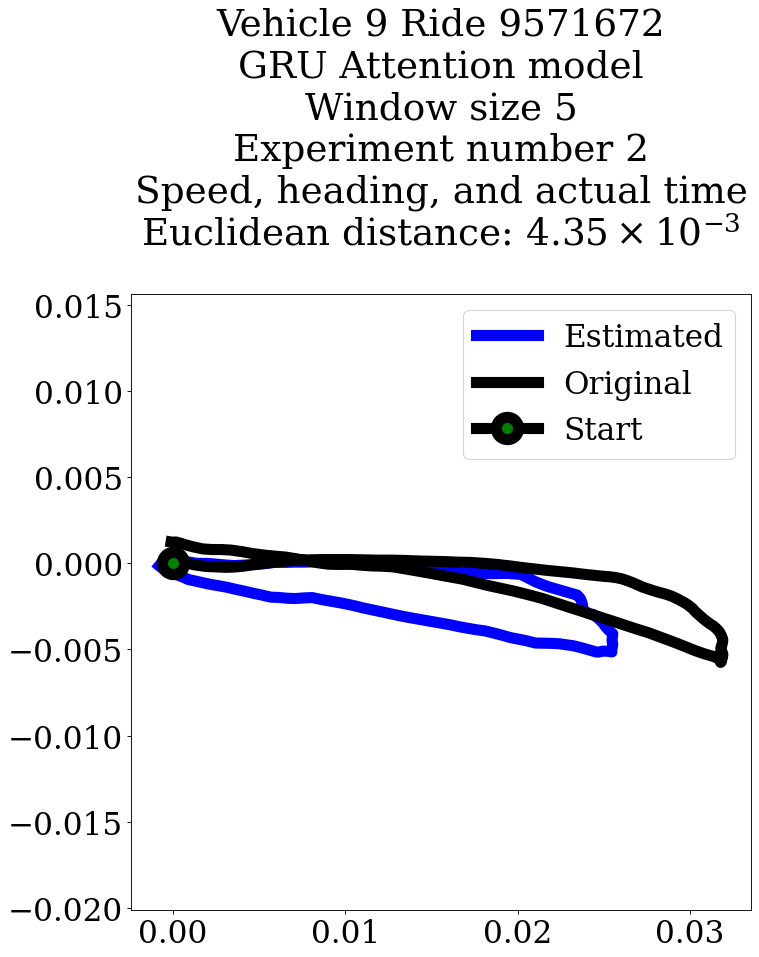 Vehicle 9 Ride 9571672
GRU Attention model
Window size 5
Experiment number 2
Speed, heading, and actual time
Euclidean distance: 4.35 × 10⁻³
0.015
0.010
0.005
0.000
−0.005
−0.010
−0.015
−0.020
Estimated
Original
Start
0.00 0.01 0.02 0.03